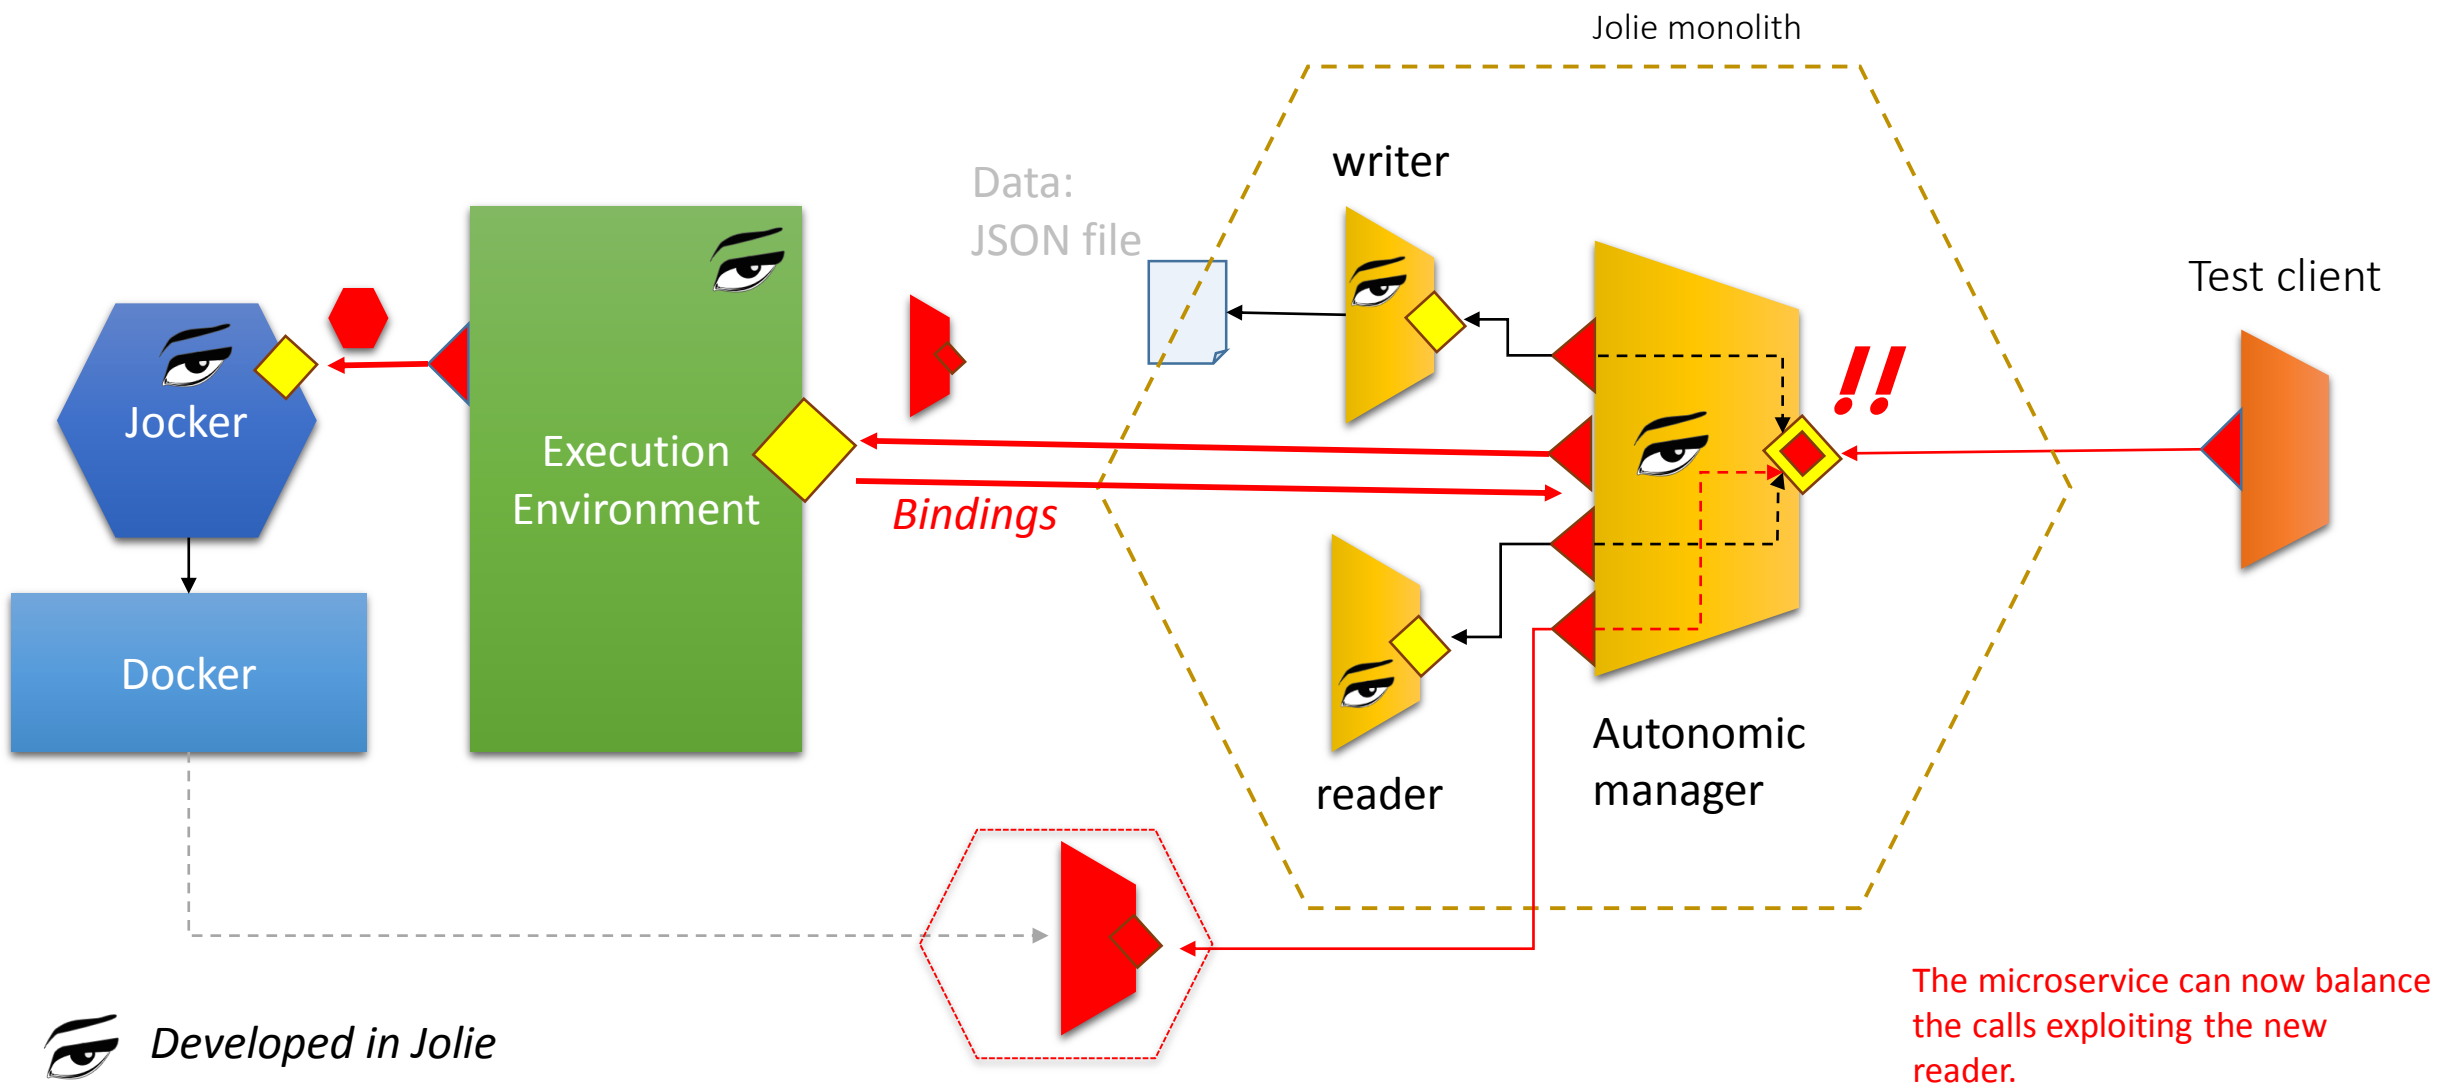 Jolie monolith
writer
Data:
JSON file
Test client
!!
Jocker
Execution
Environment
Bindings
Docker
Autonomic
manager
reader
The microservice can now balance
the calls exploiting the new
reader.
Developed in Jolie